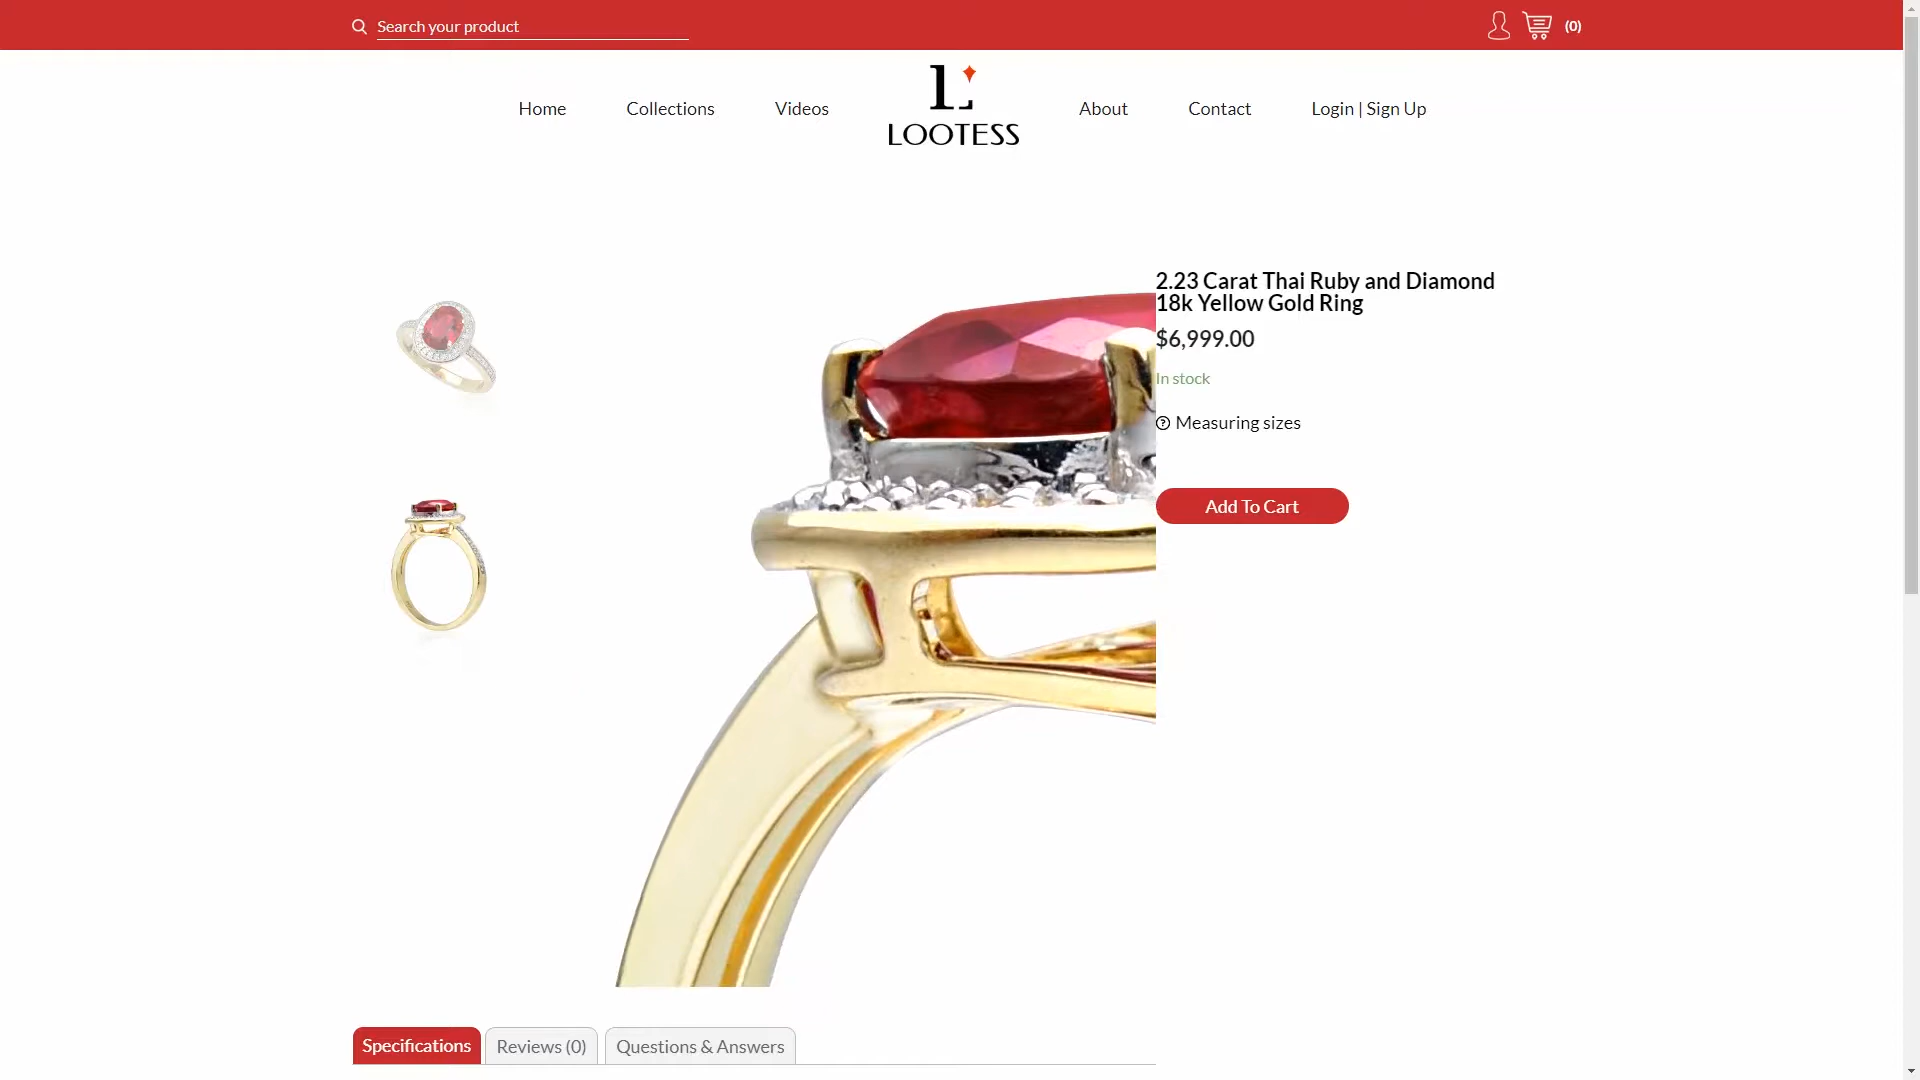 Search your product
(0)
Home
Collections
Videos
L
LOOTESS
About
Contact
Login | Sign Up
2.23 Carat Thai Ruby and Diamond
18k Yellow Gold Ring
$6,999.00
In stock
Measuring sizes
Add To Cart
Specifications
Reviews (0)
Questions & Answers